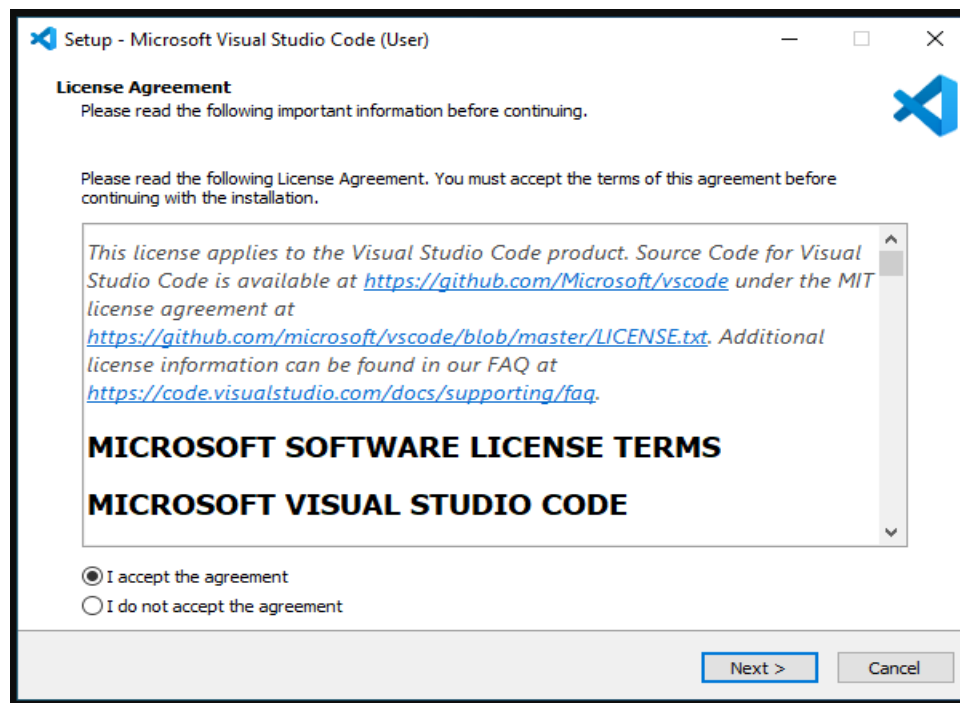 Setup - Microsoft Visual Studio Code (User)
License Agreement
Please read the following important information before continuing.
Please read the following License Agreement. You must accept the terms of this agreement before
continuing with the installation.
This license applies to the Visual Studio Code product. Source Code for Visual
Studio Code is available at https://github.com/Microsoft/vscode under the MIT
license agreement at
https://github.com/microsoft/vscode/blob/master/LICENSE.txt. Additional
license information can be found in our FAQ at
https://code.visualstudio.com/docs/supporting/faq.
MICROSOFT SOFTWARE LICENSE TERMS
MICROSOFT VISUAL STUDIO CODE
I accept the agreement
I do not accept the agreement
Next >
Cancel